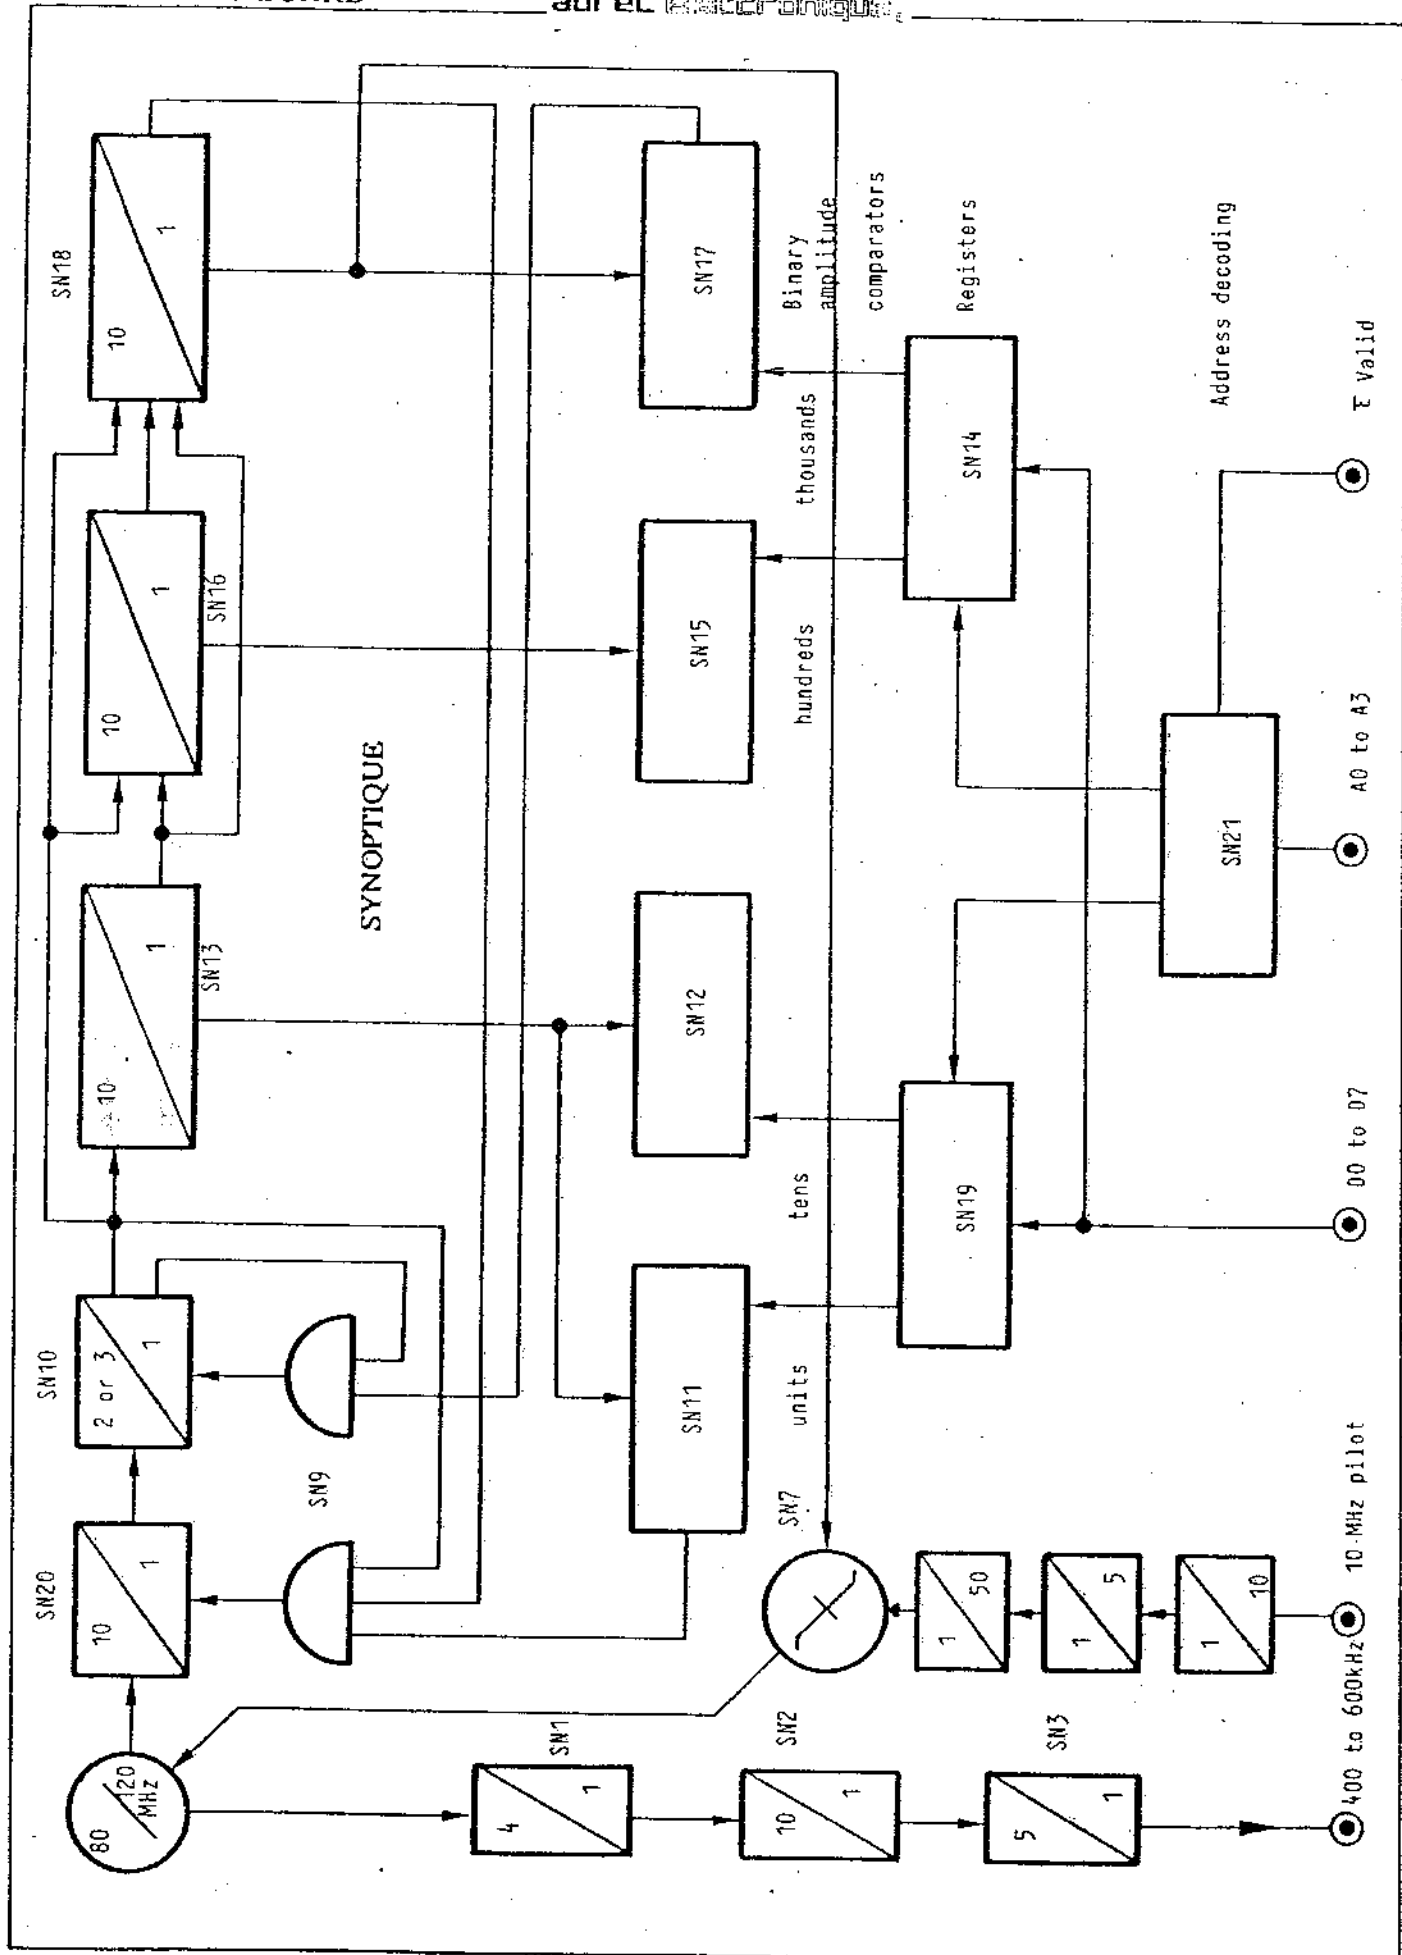 SN20
SN10
SN18
80
120
MHz
10
1
2 or 3
1
10
1
SN13
10
1
SN16
10
1
SN9
SYNOPTIQUE
SN1
4
1
SN2
10
1
SN3
5
1
SN7
SN11
SN12
SN15
SN17
units
tens
hundreds
thousands
Binary
amplitude
comparators
Registers
SN19
SN14
1
50
1
5
1
10
SN21
Address decoding
400 to 600kHz
10-MHz pilot
D0 to D7
A0 to A3
E Valid